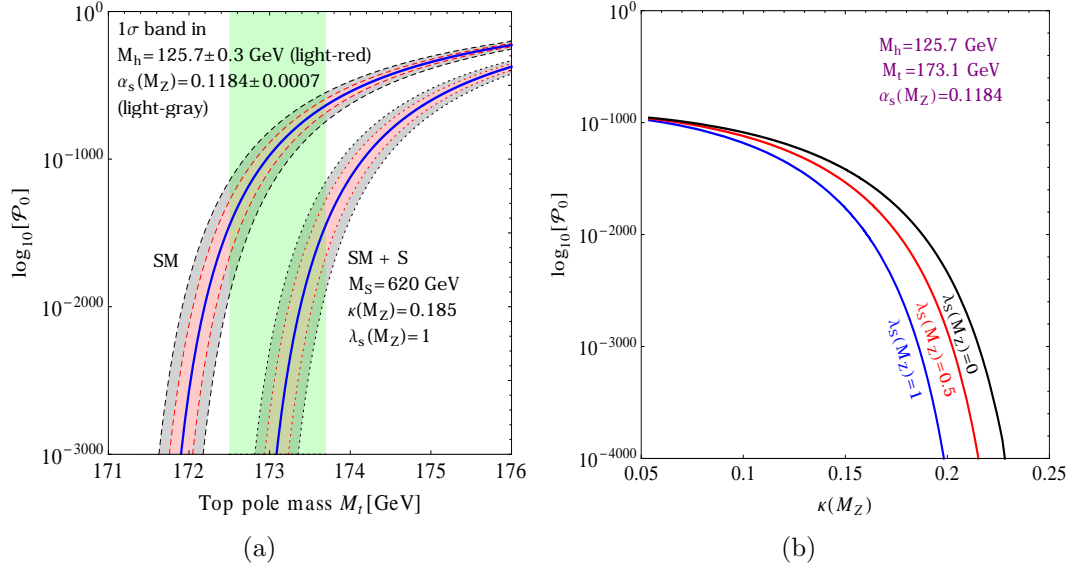 1σ band in
M_h=125.7±0.3 GeV (light-red)
α_s(M_Z)=0.1184±0.0007
(light-gray)
SM
SM + S
M_S=620 GeV
κ(M_Z)=0.185
λ_s(M_Z)=1
log₁₀[𝒫₀]
10^0
10^-1000
10^-2000
10^-3000
171 172 173 174 175 176
Top pole mass M_t[GeV]
(a)
M_h=125.7 GeV
M_t=173.1 GeV
α_s(M_Z)=0.1184
λ_S(M_Z)=0
λ_S(M_Z)=0.5
λ_S(M_Z)=1
log₁₀[𝒫₀]
10^0
10^-1000
10^-2000
10^-3000
10^-4000
0.05 0.1 0.15 0.2 0.25
κ(M_Z)
(b)